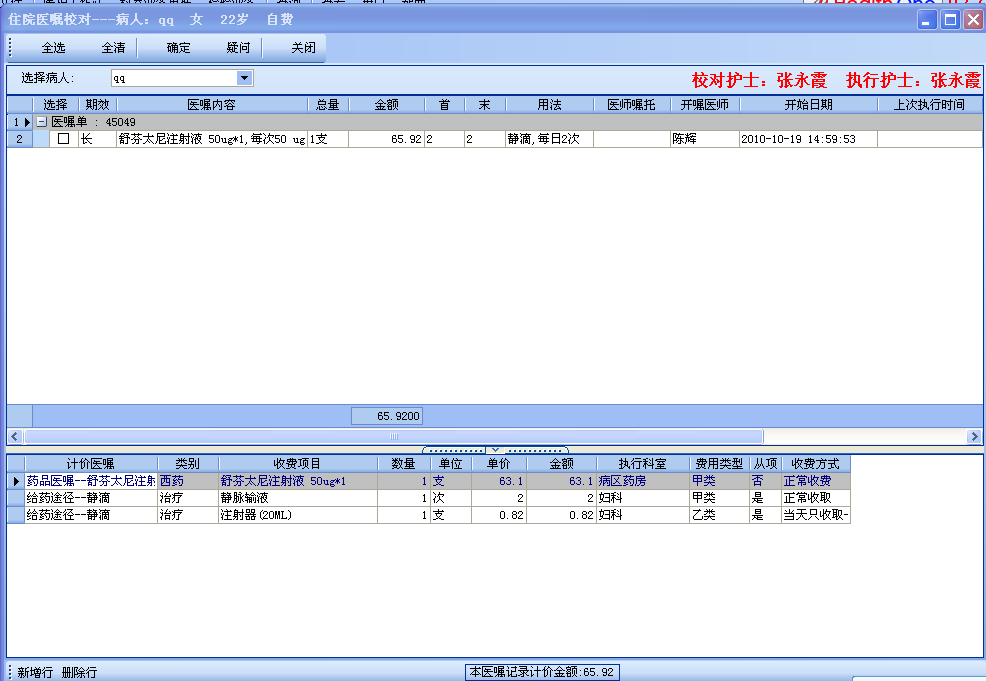 住院医嘱校对---病人: qq 女 22岁 自费
全选 全清 确定 疑问 关闭
选择病人: qq 校对护士: 张永霞 执行护士: 张永霞
选择 期效 医嘱内容 总量 金额 首 末 用法 医师嘱托 开嘱医师 开始日期 上次执行时间
1 医嘱单 : 45049
2 长 舒芬太尼注射液 50ug*1,每次50 ug 1支 65.92 2 2 静滴,每日2次 陈辉 2010-10-19 14:59:53
65.9200
计价医嘱 类别 收费项目 数量 单位 单价 金额 执行科室 费用类型 从项 收费方式
药品医嘱--舒芬太尼注射 西药 舒芬太尼注射液 50ug*1 1 支 63.1 63.1 病区药房 甲类 否 正常收费
给药途径--静滴 治疗 静脉输液 1 次 2 2 妇科 甲类 是 正常收取
给药途径--静滴 治疗 注射器(20ML) 1 支 0.82 0.82 妇科 乙类 是 当天只收取-
新增行 删除行 本医嘱记录计价金额:65.92